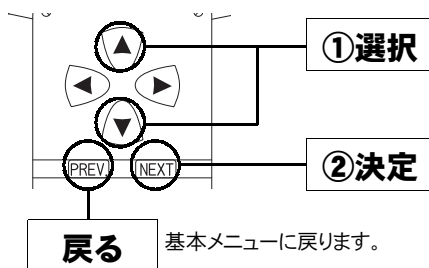 ①選択
PREV.
NEXT
②決定
戻る
基本メニューに戻ります。